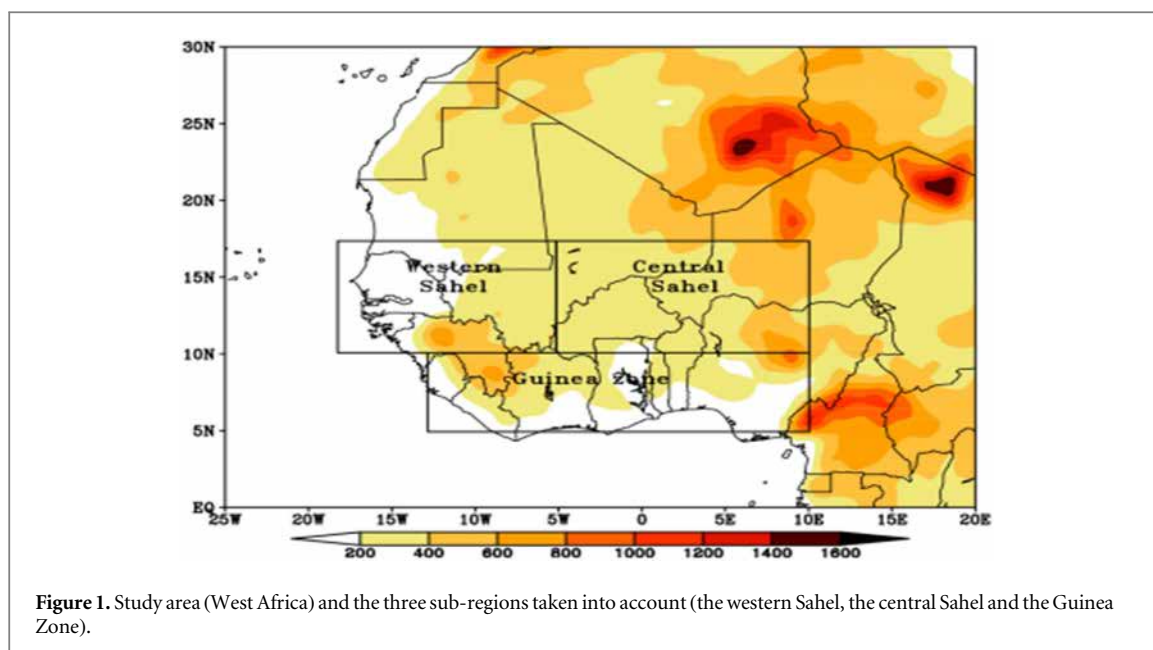 30N
25N
20N
15N
10N
5N
EQ
Western
Sahel
Central
Sahel
Guinea Zone
25W 20W 15W 10W 5W 0 5E 10E 15E 20E
200 400 600 800 1000 1200 1400 1600
Figure 1. Study area (West Africa) and the three sub-regions taken into account (the western Sahel, the central Sahel and the Guinea
Zone).